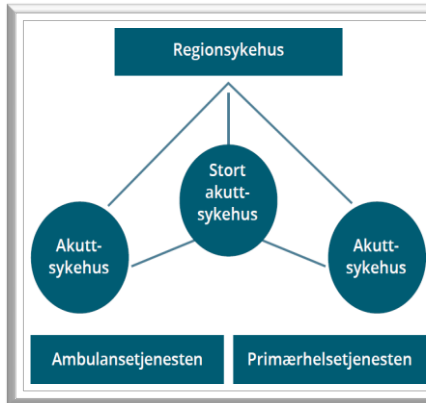 Regionsykehus
Stort
akutt-
sykehus
Akutt-
sykehus
Akutt-
sykehus
Ambulansetjenesten
Primærhelsetjenesten